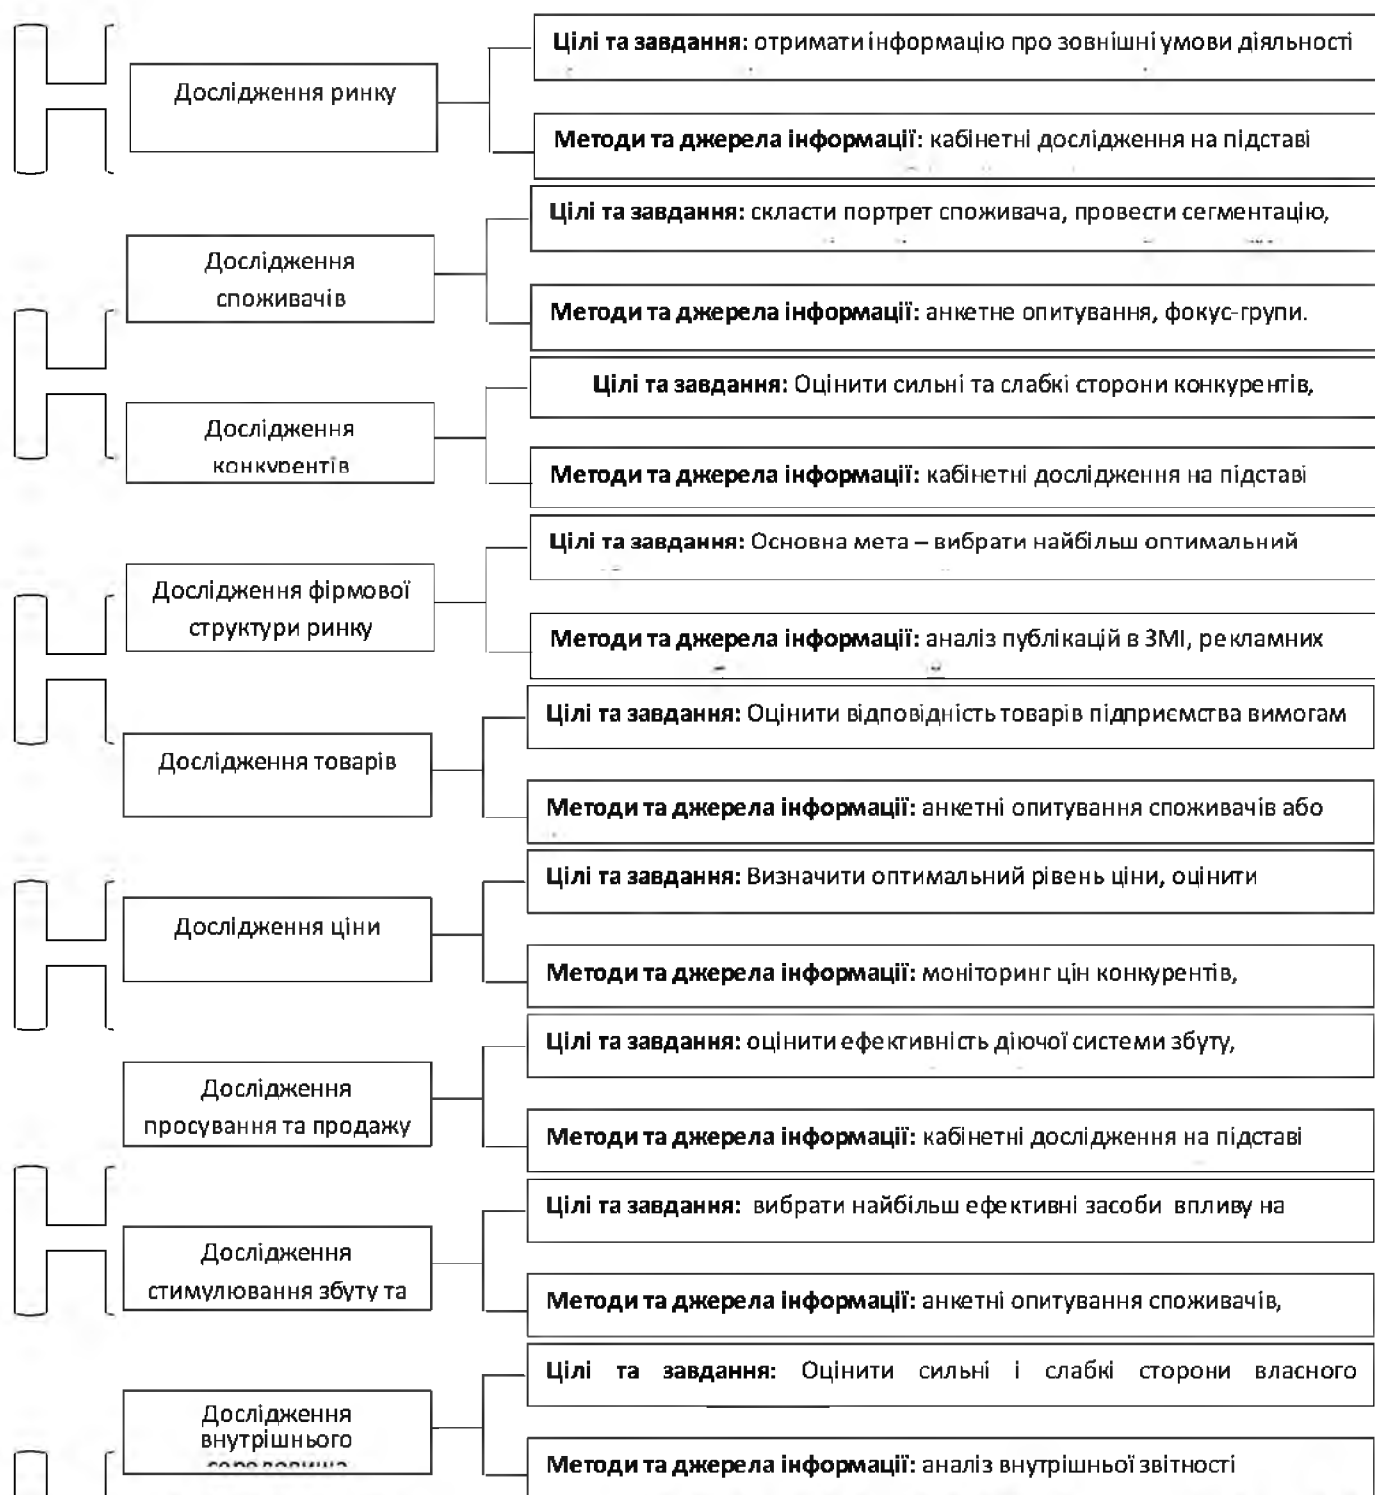 Цілі та завдання: отримати інформацію про зовнішні умови діяльності
Дослідження ринку
Методи та джерела інформації: кабінетні дослідження на підставі
Цілі та завдання: скласти портрет споживача, провести сегментацію,
Дослідження
споживачів
Методи та джерела інформації: анкетне опитування, фокус-групи.
Цілі та завдання: Оцінити сильні та слабкі сторони конкурентів,
Дослідження
конкурентів
Методи та джерела інформації: кабінетні дослідження на підставі
Цілі та завдання: Основна мета – вибрати найбільш оптимальний
Дослідження фірмової
структури ринку
Методи та джерела інформації: аналіз публікацій в ЗМІ, рекламних
Цілі та завдання: Оцінити відповідність товарів підприємства вимогам
Дослідження товарів
Методи та джерела інформації: анкетні опитування споживачів або
Цілі та завдання: Визначити оптимальний рівень ціни, оцінити
Дослідження ціни
Методи та джерела інформації: моніторинг цін конкурентів,
Цілі та завдання: оцінити ефективність діючої системи збуту,
Дослідження
просування та продажу
Методи та джерела інформації: кабінетні дослідження на підставі
Цілі та завдання: вибрати найбільш ефективні засоби впливу на
Дослідження
стимулювання збуту та
Методи та джерела інформації: анкетні опитування споживачів,
Цілі та завдання: Оцінити сильні і слабкі сторони власного
Дослідження
внутрішнього
середовища
Методи та джерела інформації: аналіз внутрішньої звітності